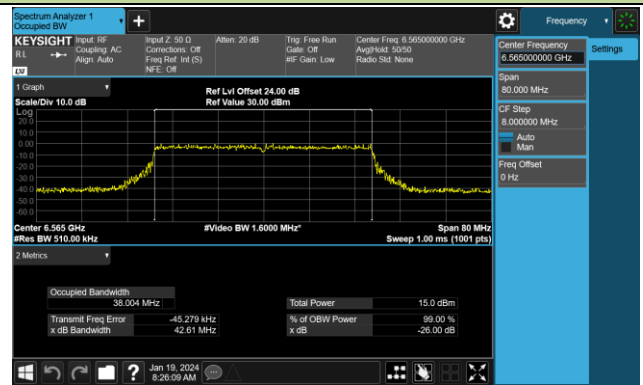 Spectrum Analyzer 1
Occupied BW
Frequency
KEYSIGHT
RL
Input: RF
Coupling: AC
Align: Auto
Input Z: 50 Ω
Corrections: Off
Freq Ref: Int (S)
NFE: Off
Atten: 20 dB
Trig: Free Run
Gate: Off
#IF Gain: Low
Center Freq: 6.565000000 GHz
Avg|Hold: 50/50
Radio Std: None
LXI
Center Frequency
6.565000000 GHz
Settings
Span
80.000 MHz
CF Step
8.000000 MHz
Auto
Man
Freq Offset
0 Hz
1 Graph
Scale/Div 10.0 dB
Ref Lvl Offset 24.00 dB
Ref Value 30.00 dBm
Log
20.0
10.0
0.00
-10.0
-20.0
-30.0
-40.0
-50.0
-60.0
Center 6.565 GHz
#Res BW 510.00 kHz
#Video BW 1.6000 MHz*
Span 80 MHz
Sweep 1.00 ms (1001 pts)
2 Metrics
Occupied Bandwidth
38.004 MHz
Transmit Freq Error -45.279 kHz
x dB Bandwidth 42.61 MHz
Total Power 15.0 dBm
% of OBW Power 99.00 %
x dB -26.00 dB
Jan 19, 2024
8:26:09 AM